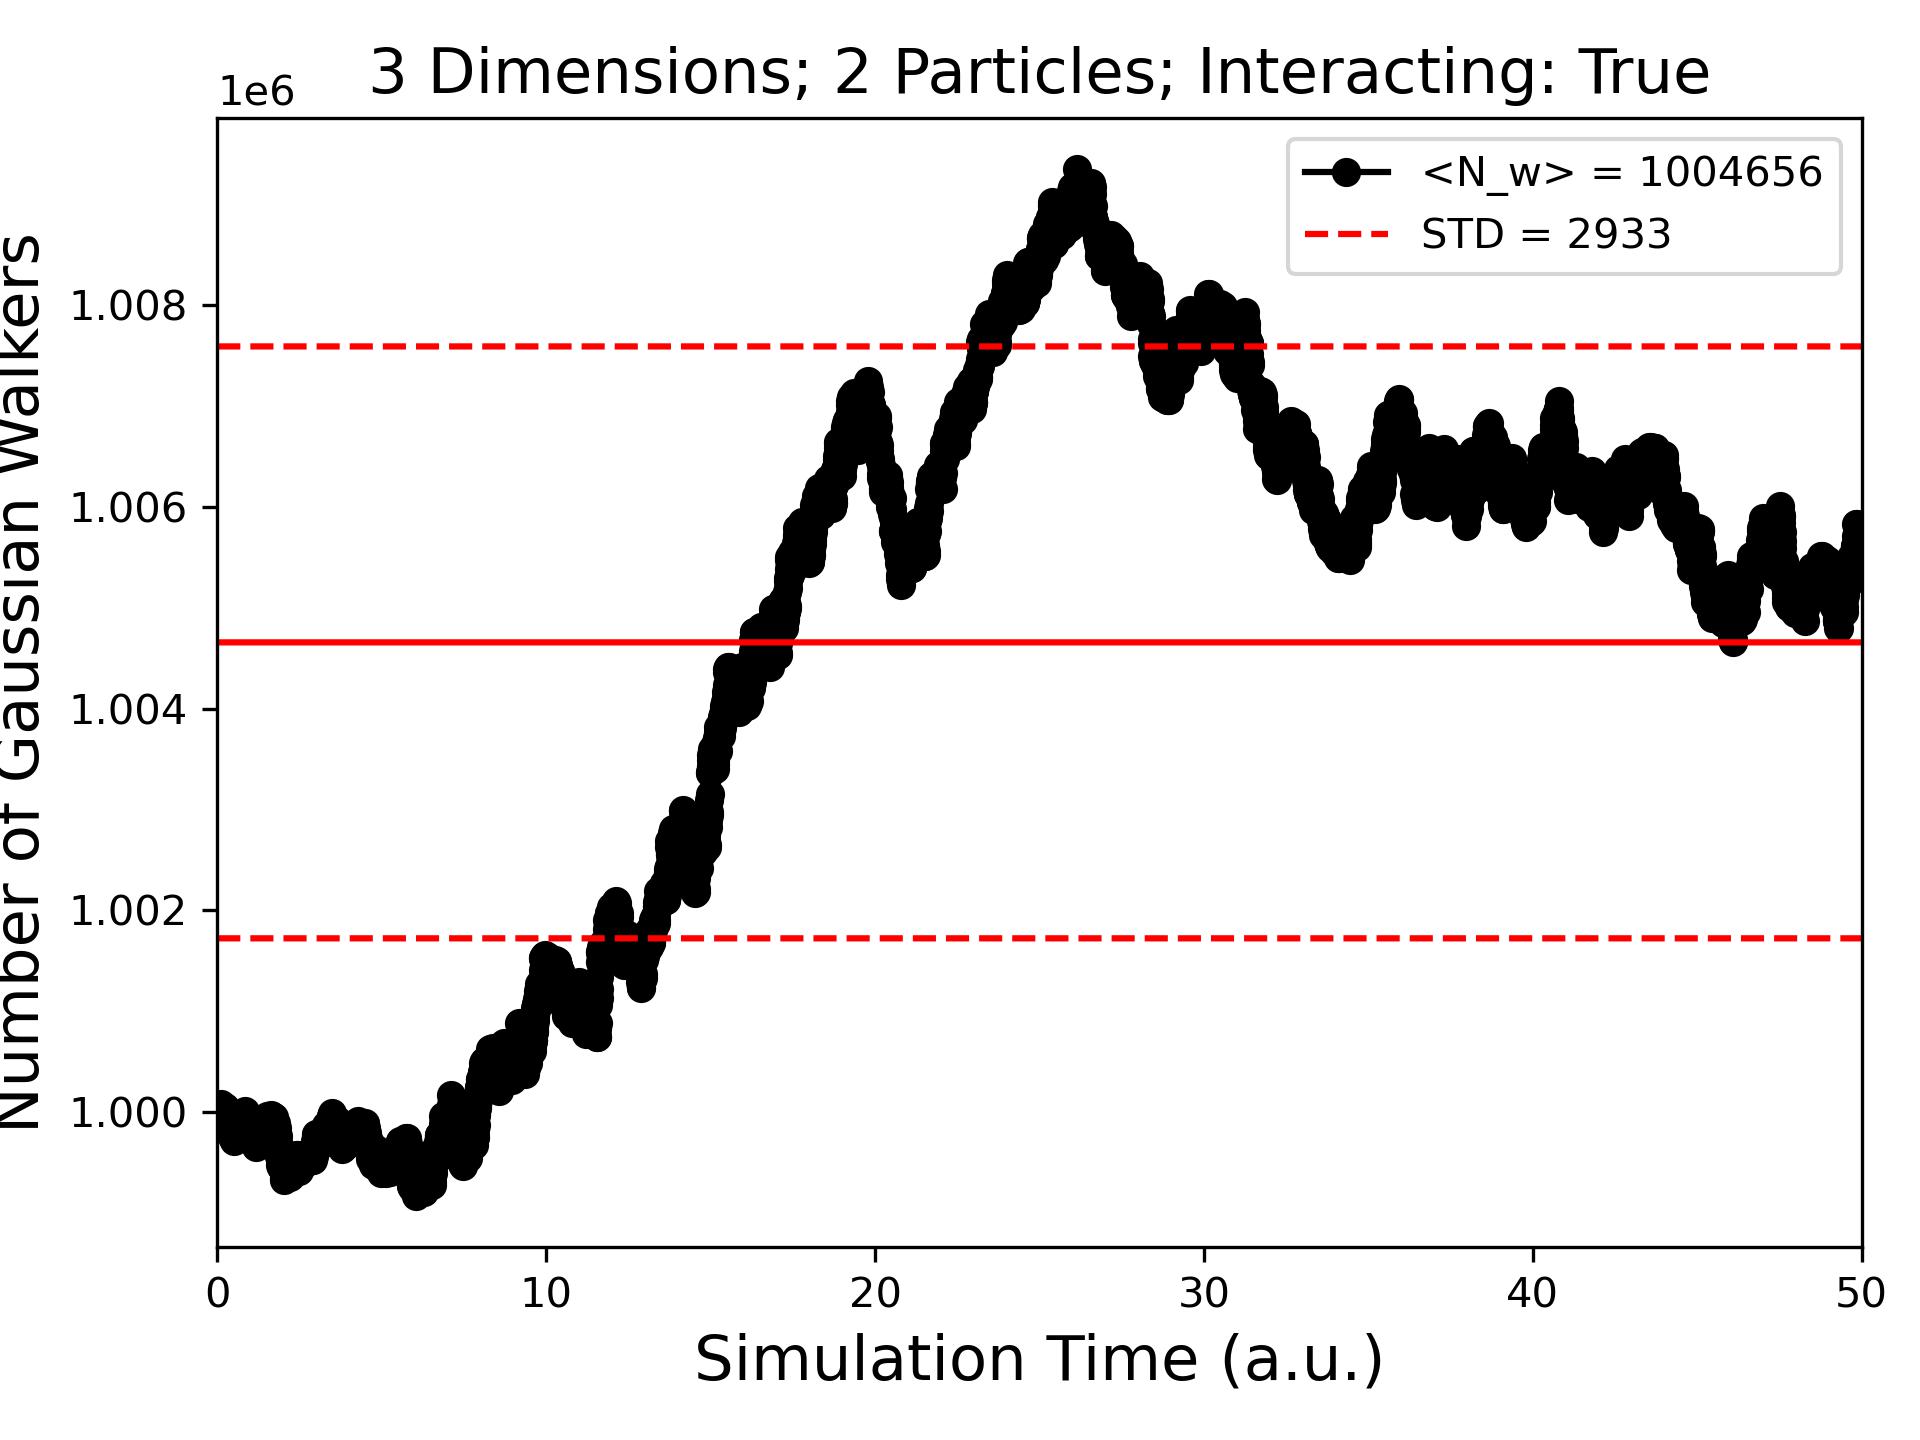 3 Dimensions; 2 Particles; Interacting: True
1e6
<N_w> = 1004656
STD = 2933
Number of Gaussian Walkers
1.008
1.006
1.004
1.002
1.000
0 10 20 30 40 50
Simulation Time (a.u.)